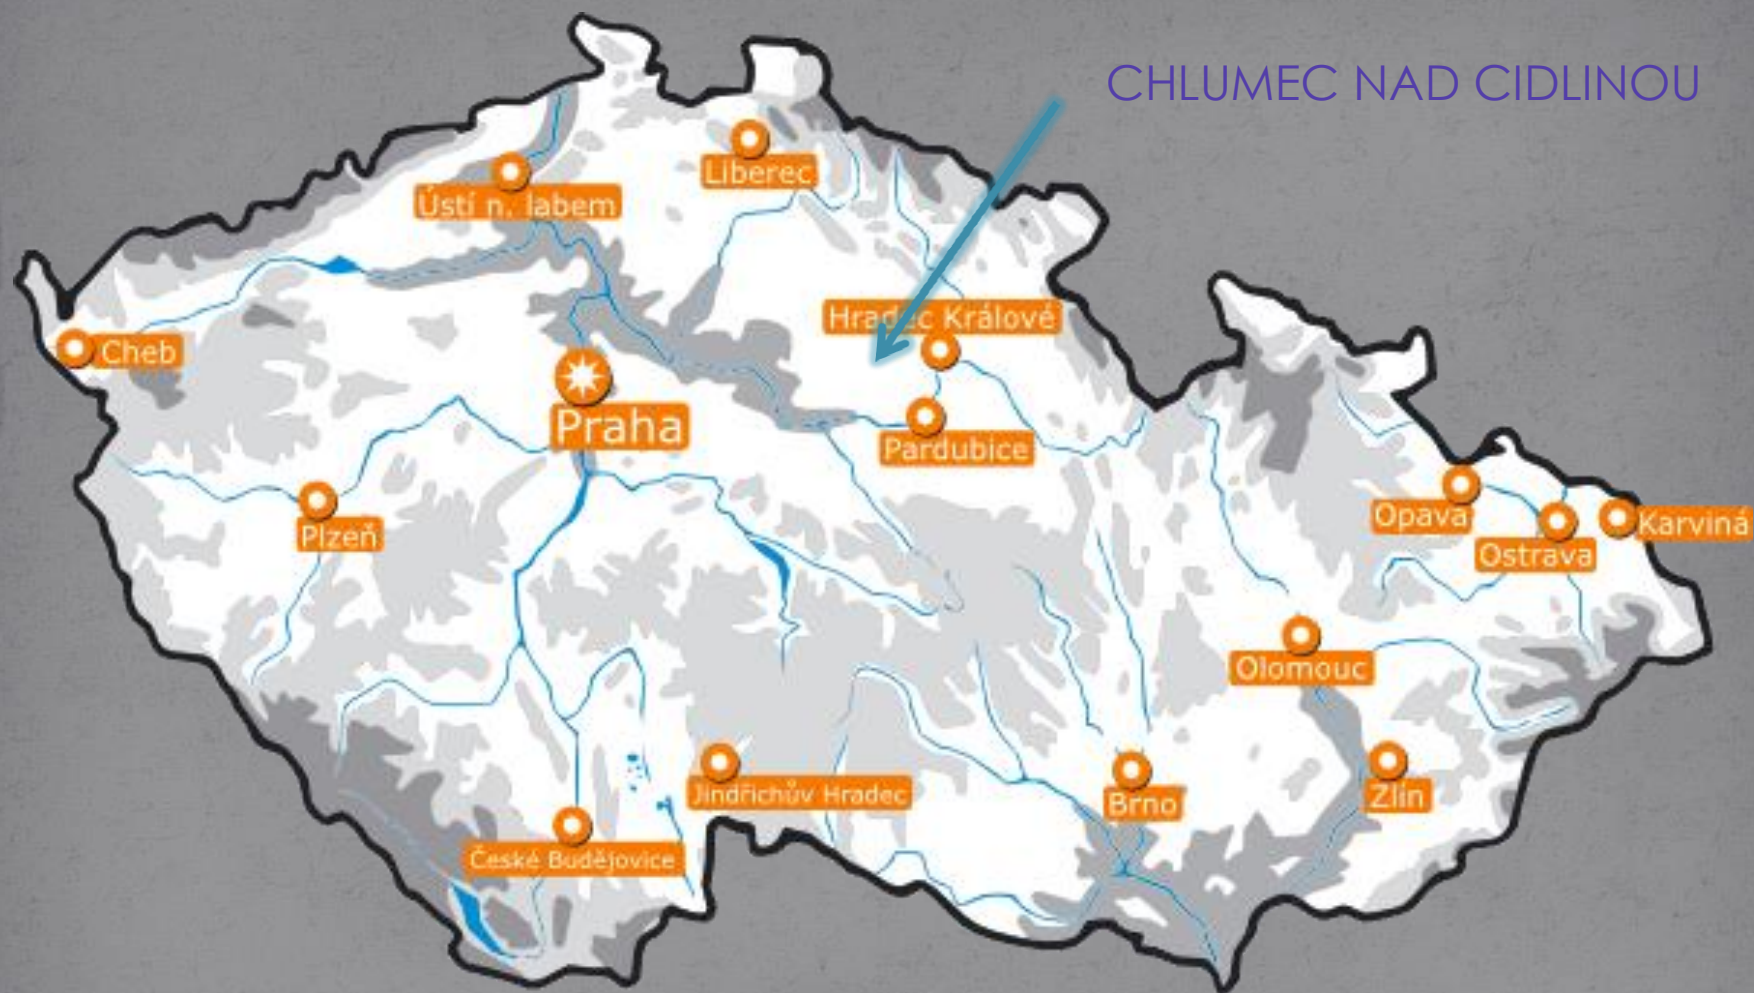 CHLUMEC NAD CIDLINOU
Liberec
Ústí n. labem
Hradec Králové
Cheb
Praha
Pardubice
Plzeň
Opava
Karviná
Ostrava
Olomouc
Jindřichův Hradec
Brno
Zlín
České Budějovice